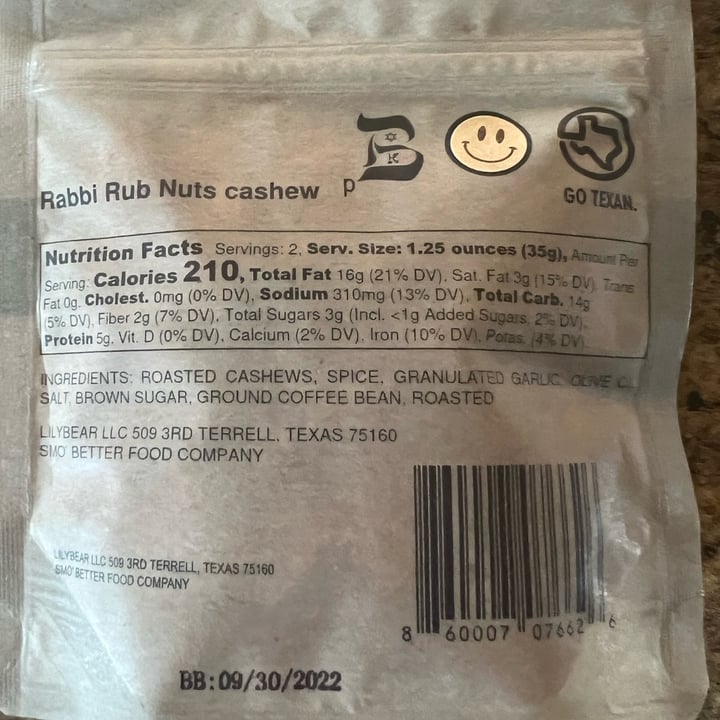 K
p
GO TEXAN.
Rabbi Rub Nuts cashew
Nutrition Facts Servings: 2, Serv. Size: 1.25 ounces (35g), Amount Per
Serving: Calories 210, Total Fat 16g (21% DV), Sat. Fat 3g (15% DV), Trans
Fat 0g, Cholest. 0mg (0% DV), Sodium 310mg (13% DV), Total Carb. 14g
(5% DV), Fiber 2g (7% DV), Total Sugars 3g (Incl. <1g Added Sugars, 2% DV),
Protein 5g, Vit. D (0% DV), Calcium (2% DV), Iron (10% DV), Potas. (4% DV)
INGREDIENTS: ROASTED CASHEWS, SPICE, GRANULATED GARLIC, OLIVE
SALT, BROWN SUGAR, GROUND COFFEE BEAN, ROASTED
LILYBEAR LLC 509 3RD TERRELL, TEXAS 75160
SMO' BETTER FOOD COMPANY
LILYBEAR LLC 509 3RD TERRELL, TEXAS 75160
SMO' BETTER FOOD COMPANY
8 60007 07662 6
BB:09/30/2022